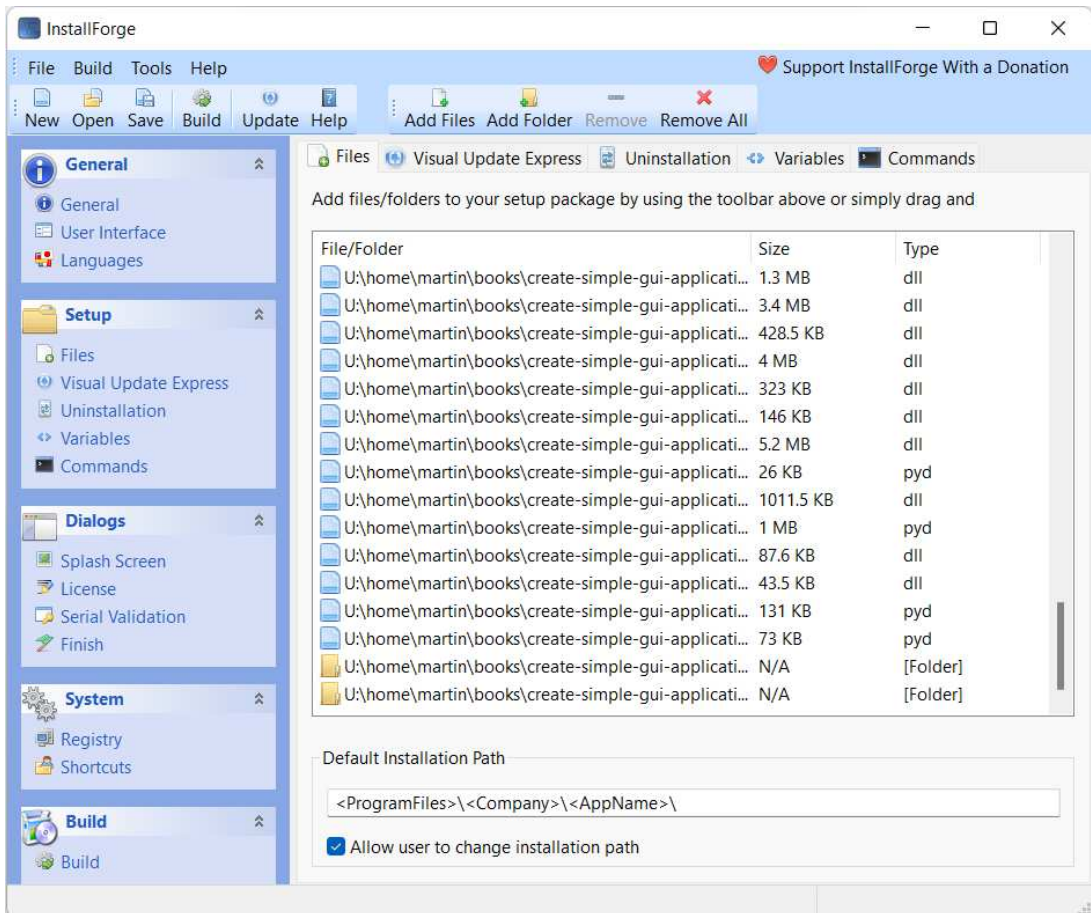 InstallForge
File Build Tools Help
Support InstallForge With a Donation
New Open Save Build Update Help
Add Files Add Folder Remove Remove All
General
General
User Interface
Languages
Setup
Files
Visual Update Express
Uninstallation
Variables
Commands
Dialogs
Splash Screen
License
Serial Validation
Finish
System
Registry
Shortcuts
Build
Build
Files Visual Update Express Uninstallation Variables Commands
Add files/folders to your setup package by using the toolbar above or simply drag and
File/Folder Size Type
U:\home\martin\books\create-simple-gui-applicati... 1.3 MB dll
U:\home\martin\books\create-simple-gui-applicati... 3.4 MB dll
U:\home\martin\books\create-simple-gui-applicati... 428.5 KB dll
U:\home\martin\books\create-simple-gui-applicati... 4 MB dll
U:\home\martin\books\create-simple-gui-applicati... 323 KB dll
U:\home\martin\books\create-simple-gui-applicati... 146 KB dll
U:\home\martin\books\create-simple-gui-applicati... 5.2 MB dll
U:\home\martin\books\create-simple-gui-applicati... 26 KB pyd
U:\home\martin\books\create-simple-gui-applicati... 1011.5 KB dll
U:\home\martin\books\create-simple-gui-applicati... 1 MB pyd
U:\home\martin\books\create-simple-gui-applicati... 87.6 KB dll
U:\home\martin\books\create-simple-gui-applicati... 43.5 KB dll
U:\home\martin\books\create-simple-gui-applicati... 131 KB pyd
U:\home\martin\books\create-simple-gui-applicati... 73 KB pyd
U:\home\martin\books\create-simple-gui-applicati... N/A [Folder]
U:\home\martin\books\create-simple-gui-applicati... N/A [Folder]
Default Installation Path
<ProgramFiles>\<Company>\<AppName>\
Allow user to change installation path